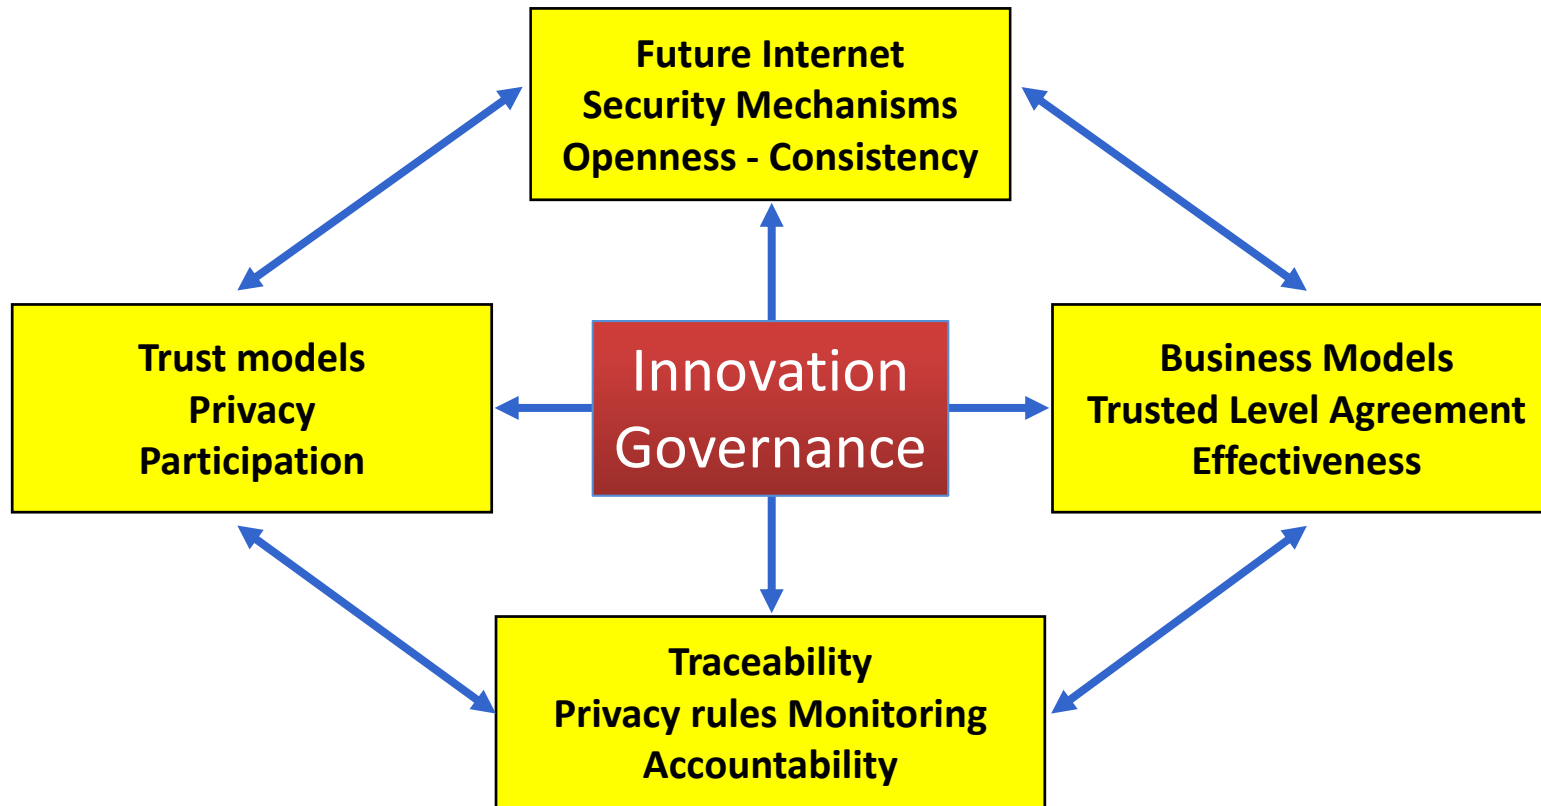 Future Internet
Security Mechanisms
Openness - Consistency
Trust models
Privacy
Participation
Innovation
Governance
Business Models
Trusted Level Agreement
Effectiveness
Traceability
Privacy rules Monitoring
Accountability